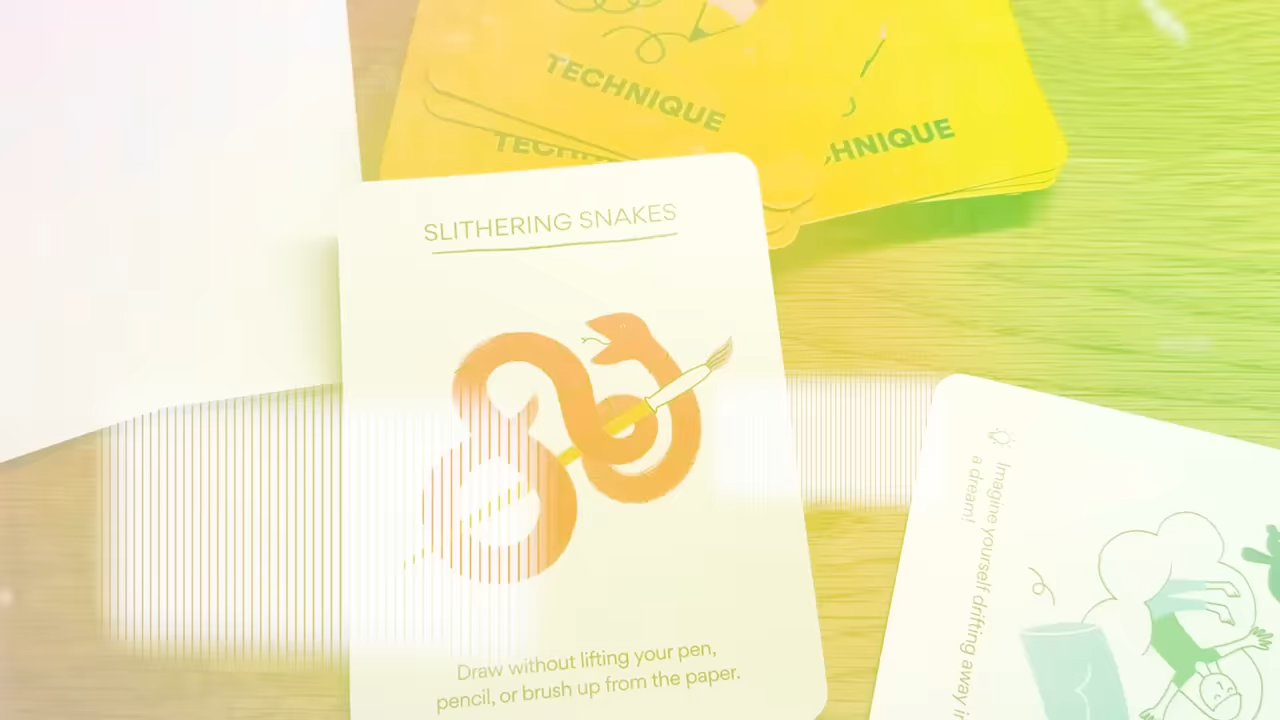 TECHNIQUE
TECHNIQUE
CHNIQUE
SLITHERING SNAKES
Draw without lifting your pen,
pencil, or brush up from the paper.
Imagine yourself drifting away in
a dream!